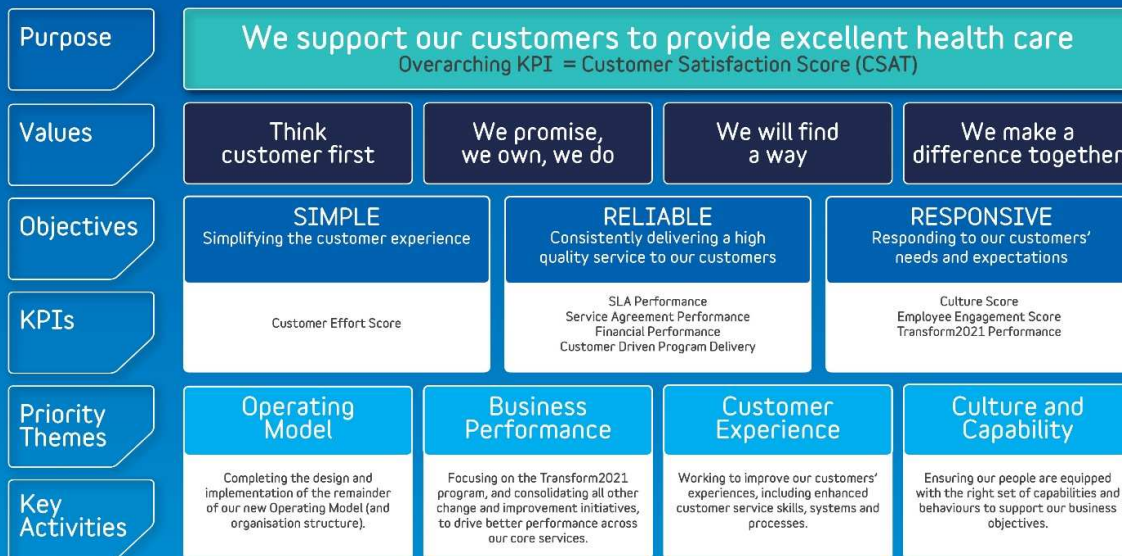 Purpose
We support our customers to provide excellent health care
Overarching KPI = Customer Satisfaction Score (CSAT)
Values
Think
customer first
We promise,
we own, we do
We will find
a way
We make a
difference together
Objectives
SIMPLE
Simplifying the customer experience
RELIABLE
Consistently delivering a high
quality service to our customers
RESPONSIVE
Responding to our customers'
needs and expectations
KPIs
Customer Effort Score
SLA Performance
Service Agreement Performance
Financial Performance
Customer Driven Program Delivery
Culture Score
Employee Engagement Score
Transform2021 Performance
Priority
Themes
Operating
Model
Business
Performance
Customer
Experience
Culture and
Capability
Key
Activities
Completing the design and
implementation of the remainder
of our new Operating Model (and
organisation structure).
Focusing on the Transform2021
program, and consolidating all other
change and improvement initiatives,
to drive better performance across
our core services.
Working to improve our customers'
experiences, including enhanced
customer service skills, systems and
processes.
Ensuring our people are equipped
with the right set of capabilities and
behaviours to support our business
objectives.